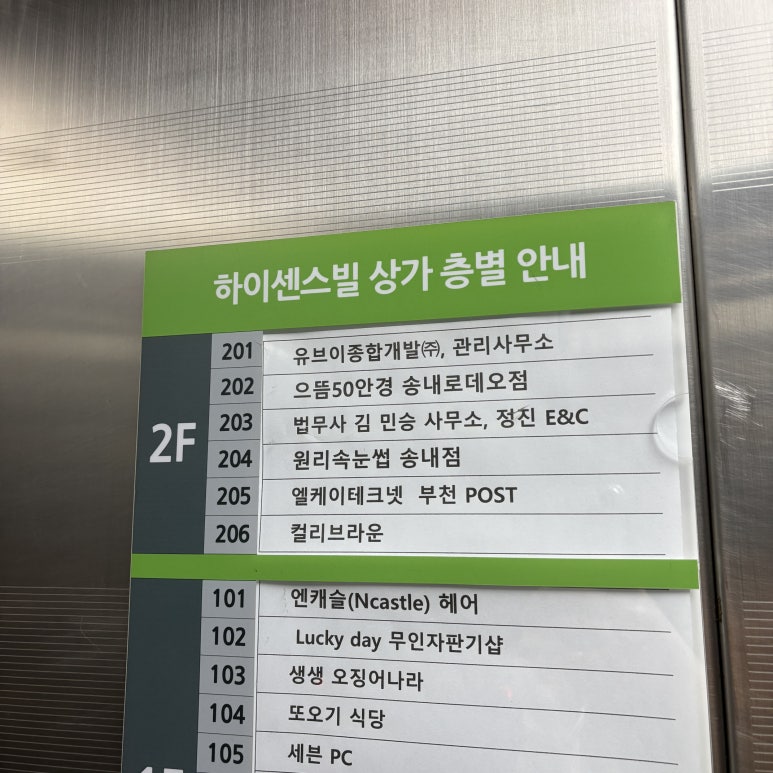 하이센스빌 상가 층별 안내
2F
201 유브이종합개발㈜, 관리사무소
202 으뜸50안경 송내로데오점
203 법무사 김 민승 사무소, 정진 E&C
204 원리속눈썹 송내점
205 엘케이테크넷 부천 POST
206 컬리브라운
101 엔캐슬(Ncastle) 헤어
102 Lucky day 무인자판기샵
103 생생 오징어나라
104 또오기 식당
105 세븐 PC